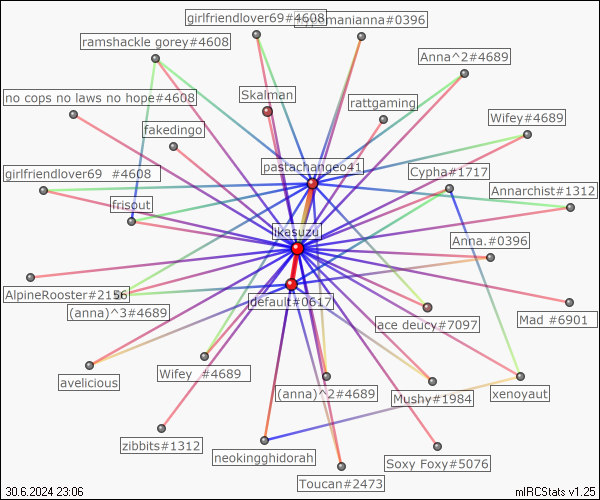 girlfriendlover69#4608
manianna#0396
ramshackle gorey#4608
Anna^2#4689
Skalman
no cops no laws no hope#4608
rattgaming
Wifey#4689
fakedingo
pastachangeo41
Cypha#1717
girlfriendlover69 #4608
Annarchist#1312
frisout
ikasuzu
Anna.#0396
AlpineRooster#2156
default#0617
(anna)^3#4689
Mad #6901
ace deucy#7097
Wifey #4689
avelicious
(anna)^2#4689
Mushy#1984
xenoyaut
zibbits#1312
neokingghidorah
Soxy Foxy#5076
Toucan#2473
30.6.2024 23:06
mIRCStats v1.25